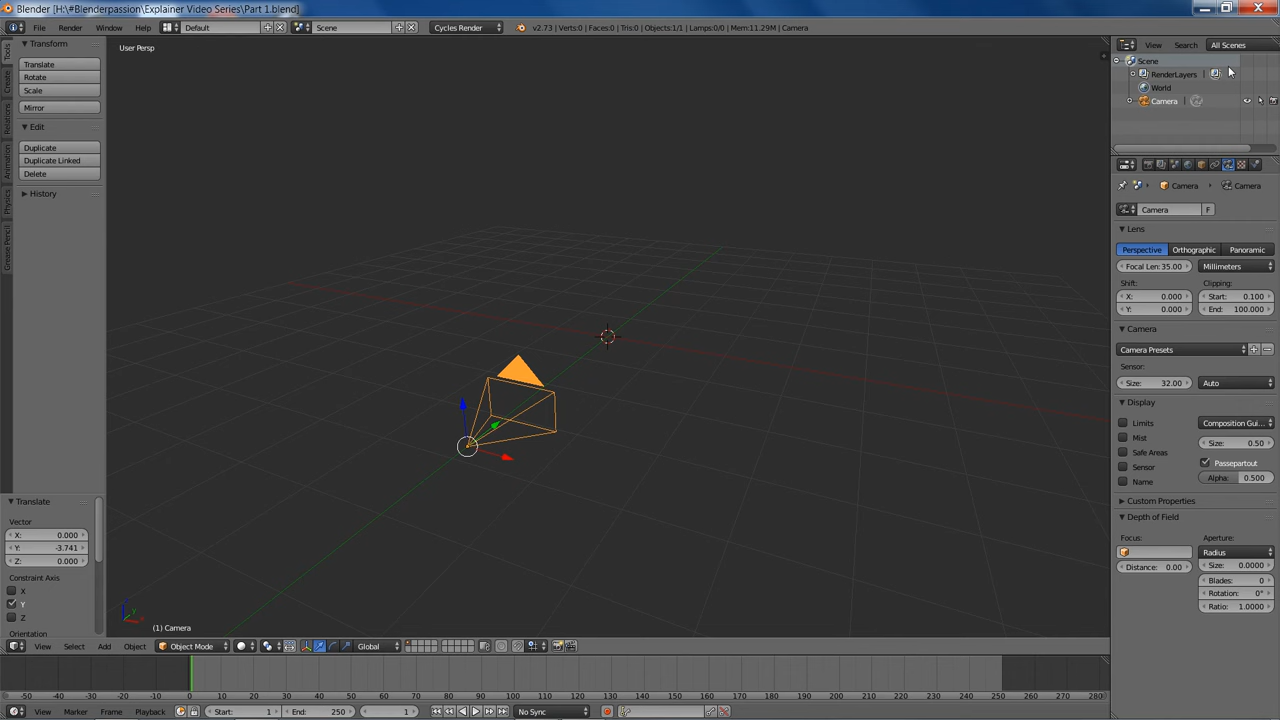 Blender [H:\#Blenderpassion\Explainer Video Series\Part 1.blend]
File Render Window Help Default Scene Cycles Render v2.73 | Verts:0 | Faces:0 | Tris:0 | Objects:1/1 | Lamps:0/0 | Mem:11.29M | Camera
User Persp
Tools
Create
Relations
Animation
Physics
Grease Pencil
Transform
Translate
Rotate
Scale
Mirror
Edit
Duplicate
Duplicate Linked
Delete
History
Translate
Vector
X: 0.000
Y: -3.741
Z: 0.000
Constraint Axis
X
Y
Z
Orientation
(1) Camera
View Select Add Object Object Mode Global
-50 -40 -30 -20 -10 0 10 20 30 40 50 60 70 80 90 100 110 120 130 140 150 160 170 180 190 200 210 220 230 240 250 260 270 280
View Marker Frame Playback Start: 1 End: 250 1 No Sync
View Search All Scenes
Scene
RenderLayers |
World
Camera |
Camera Camera
Camera F
Lens
Perspective Orthographic Panoramic
Focal Len: 35.00 Millimeters
Shift: Clipping:
X: 0.000 Start: 0.100
Y: 0.000 End: 100.000
Camera
Camera Presets
Sensor:
Size: 32.00 Auto
Display
Limits Composition Gui...
Mist Size: 0.50
Safe Areas Passepartout
Sensor Alpha: 0.500
Name
Custom Properties
Depth of Field
Focus: Aperture:
Radius
Distance: 0.00 Size: 0.0000
Blades: 0
Rotation: 0°
Ratio: 1.0000